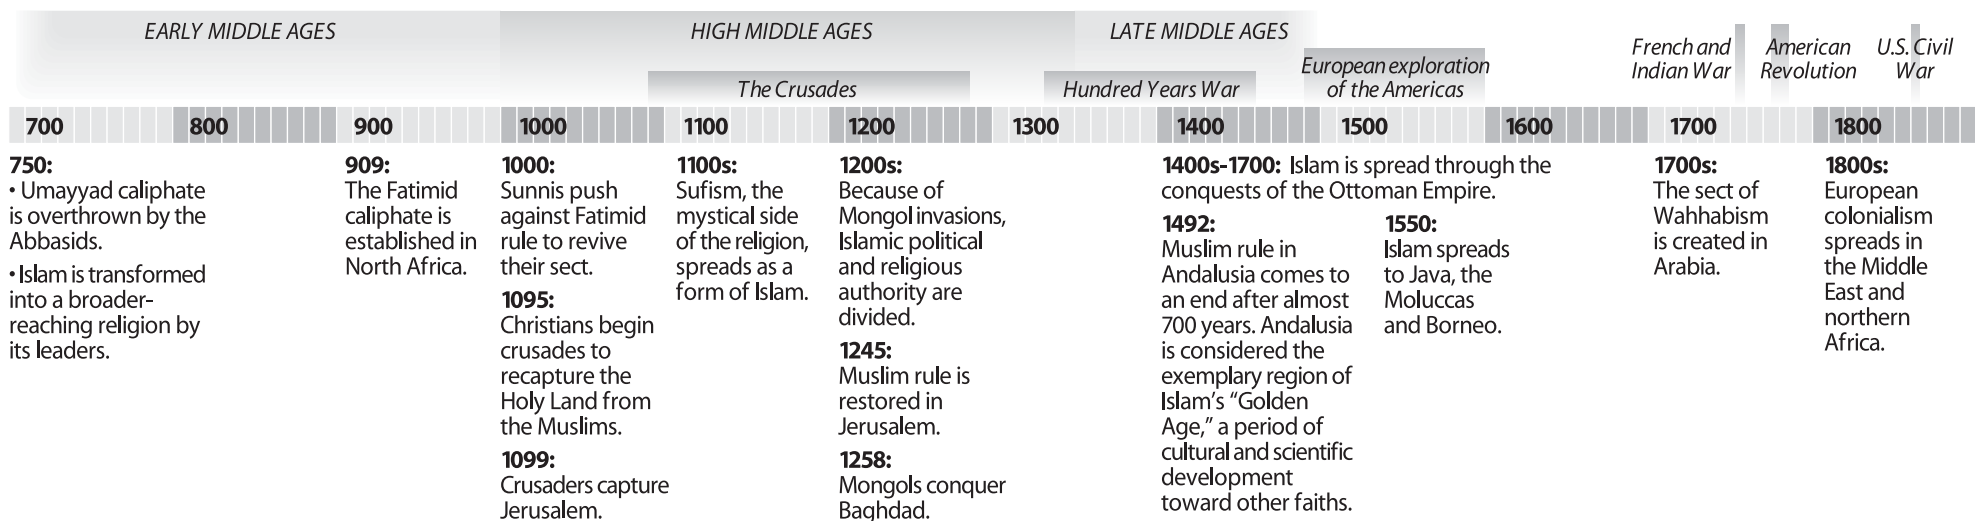 EARLY MIDDLE AGES
HIGH MIDDLE AGES
LATE MIDDLE AGES
The Crusades
Hundred Years War
European exploration
of the Americas
French and
Indian War
American
Revolution
U.S. Civil
War
700 800 900 1000 1100 1200 1300 1400 1500 1600 1700 1800
750:
• Umayyad caliphate
is overthrown by the
Abbasids.
• Islam is transformed
into a broader-
reaching religion by
its leaders.
909:
The Fatimid
caliphate is
established in
North Africa.
1000:
Sunnis push
against Fatimid
rule to revive
their sect.
1095:
Christians begin
crusades to
recapture the
Holy Land from
the Muslims.
1099:
Crusaders capture
Jerusalem.
1100s:
Sufism, the
mystical side
of the religion,
spreads as a
form of Islam.
1200s:
Because of
Mongol invasions,
Islamic political
and religious
authority are
divided.
1245:
Muslim rule is
restored in
Jerusalem.
1258:
Mongols conquer
Baghdad.
1400s-1700: Islam is spread through the
conquests of the Ottoman Empire.
1492:
Muslim rule in
Andalusia comes to
an end after almost
700 years. Andalusia
is considered the
exemplary region of
Islam's “Golden
Age,” a period of
cultural and scientific
development
toward other faiths.
1550:
Islam spreads
to Java, the
Moluccas
and Borneo.
1700s:
The sect of
Wahhabism
is created in
Arabia.
1800s:
European
colonialism
spreads in
the Middle
East and
northern
Africa.